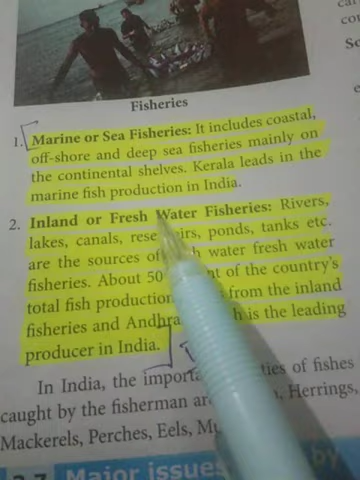 Fisheries
1. Marine or Sea Fisheries: It includes coastal,
off-shore and deep sea fisheries mainly on
the continental shelves. Kerala leads in the
marine fish production in India.
2. Inland or Fresh Water Fisheries: Rivers,
lakes, canals, rese irs, ponds, tanks etc.
are the sources of h water fresh water
fisheries. About 50 nt of the country's
total fish production from the inland
fisheries and Andhra h is the leading
producer in India.
In India, the importa ties of fishes
caught by the fisherman ar Herrings,
Mackerels, Perches, Eels, Mu
Major issues by